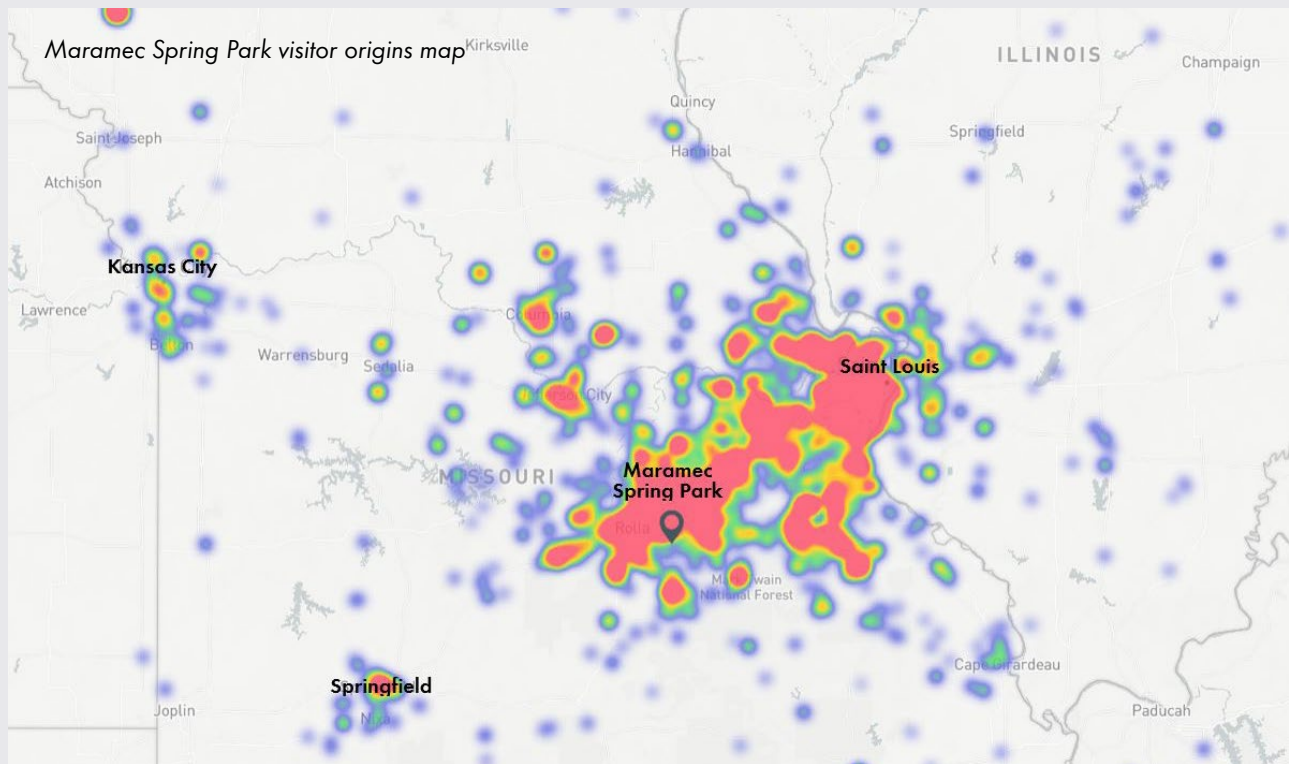 Maramec Spring Park visitor origins map
Kirksville
ILLINOIS
Champaign
Quincy
Saint Joseph
Springfield
Hannibal
Atchison
Kansas City
Lawrence
Columbia
Belton
Warrensburg
Sedalia
Saint Louis
Jefferson City
MISSOURI
Maramec
Spring Park
Rolla
Mark Twain
National Forest
Cape Girardeau
Springfield
Joplin
Nixa
Paducah